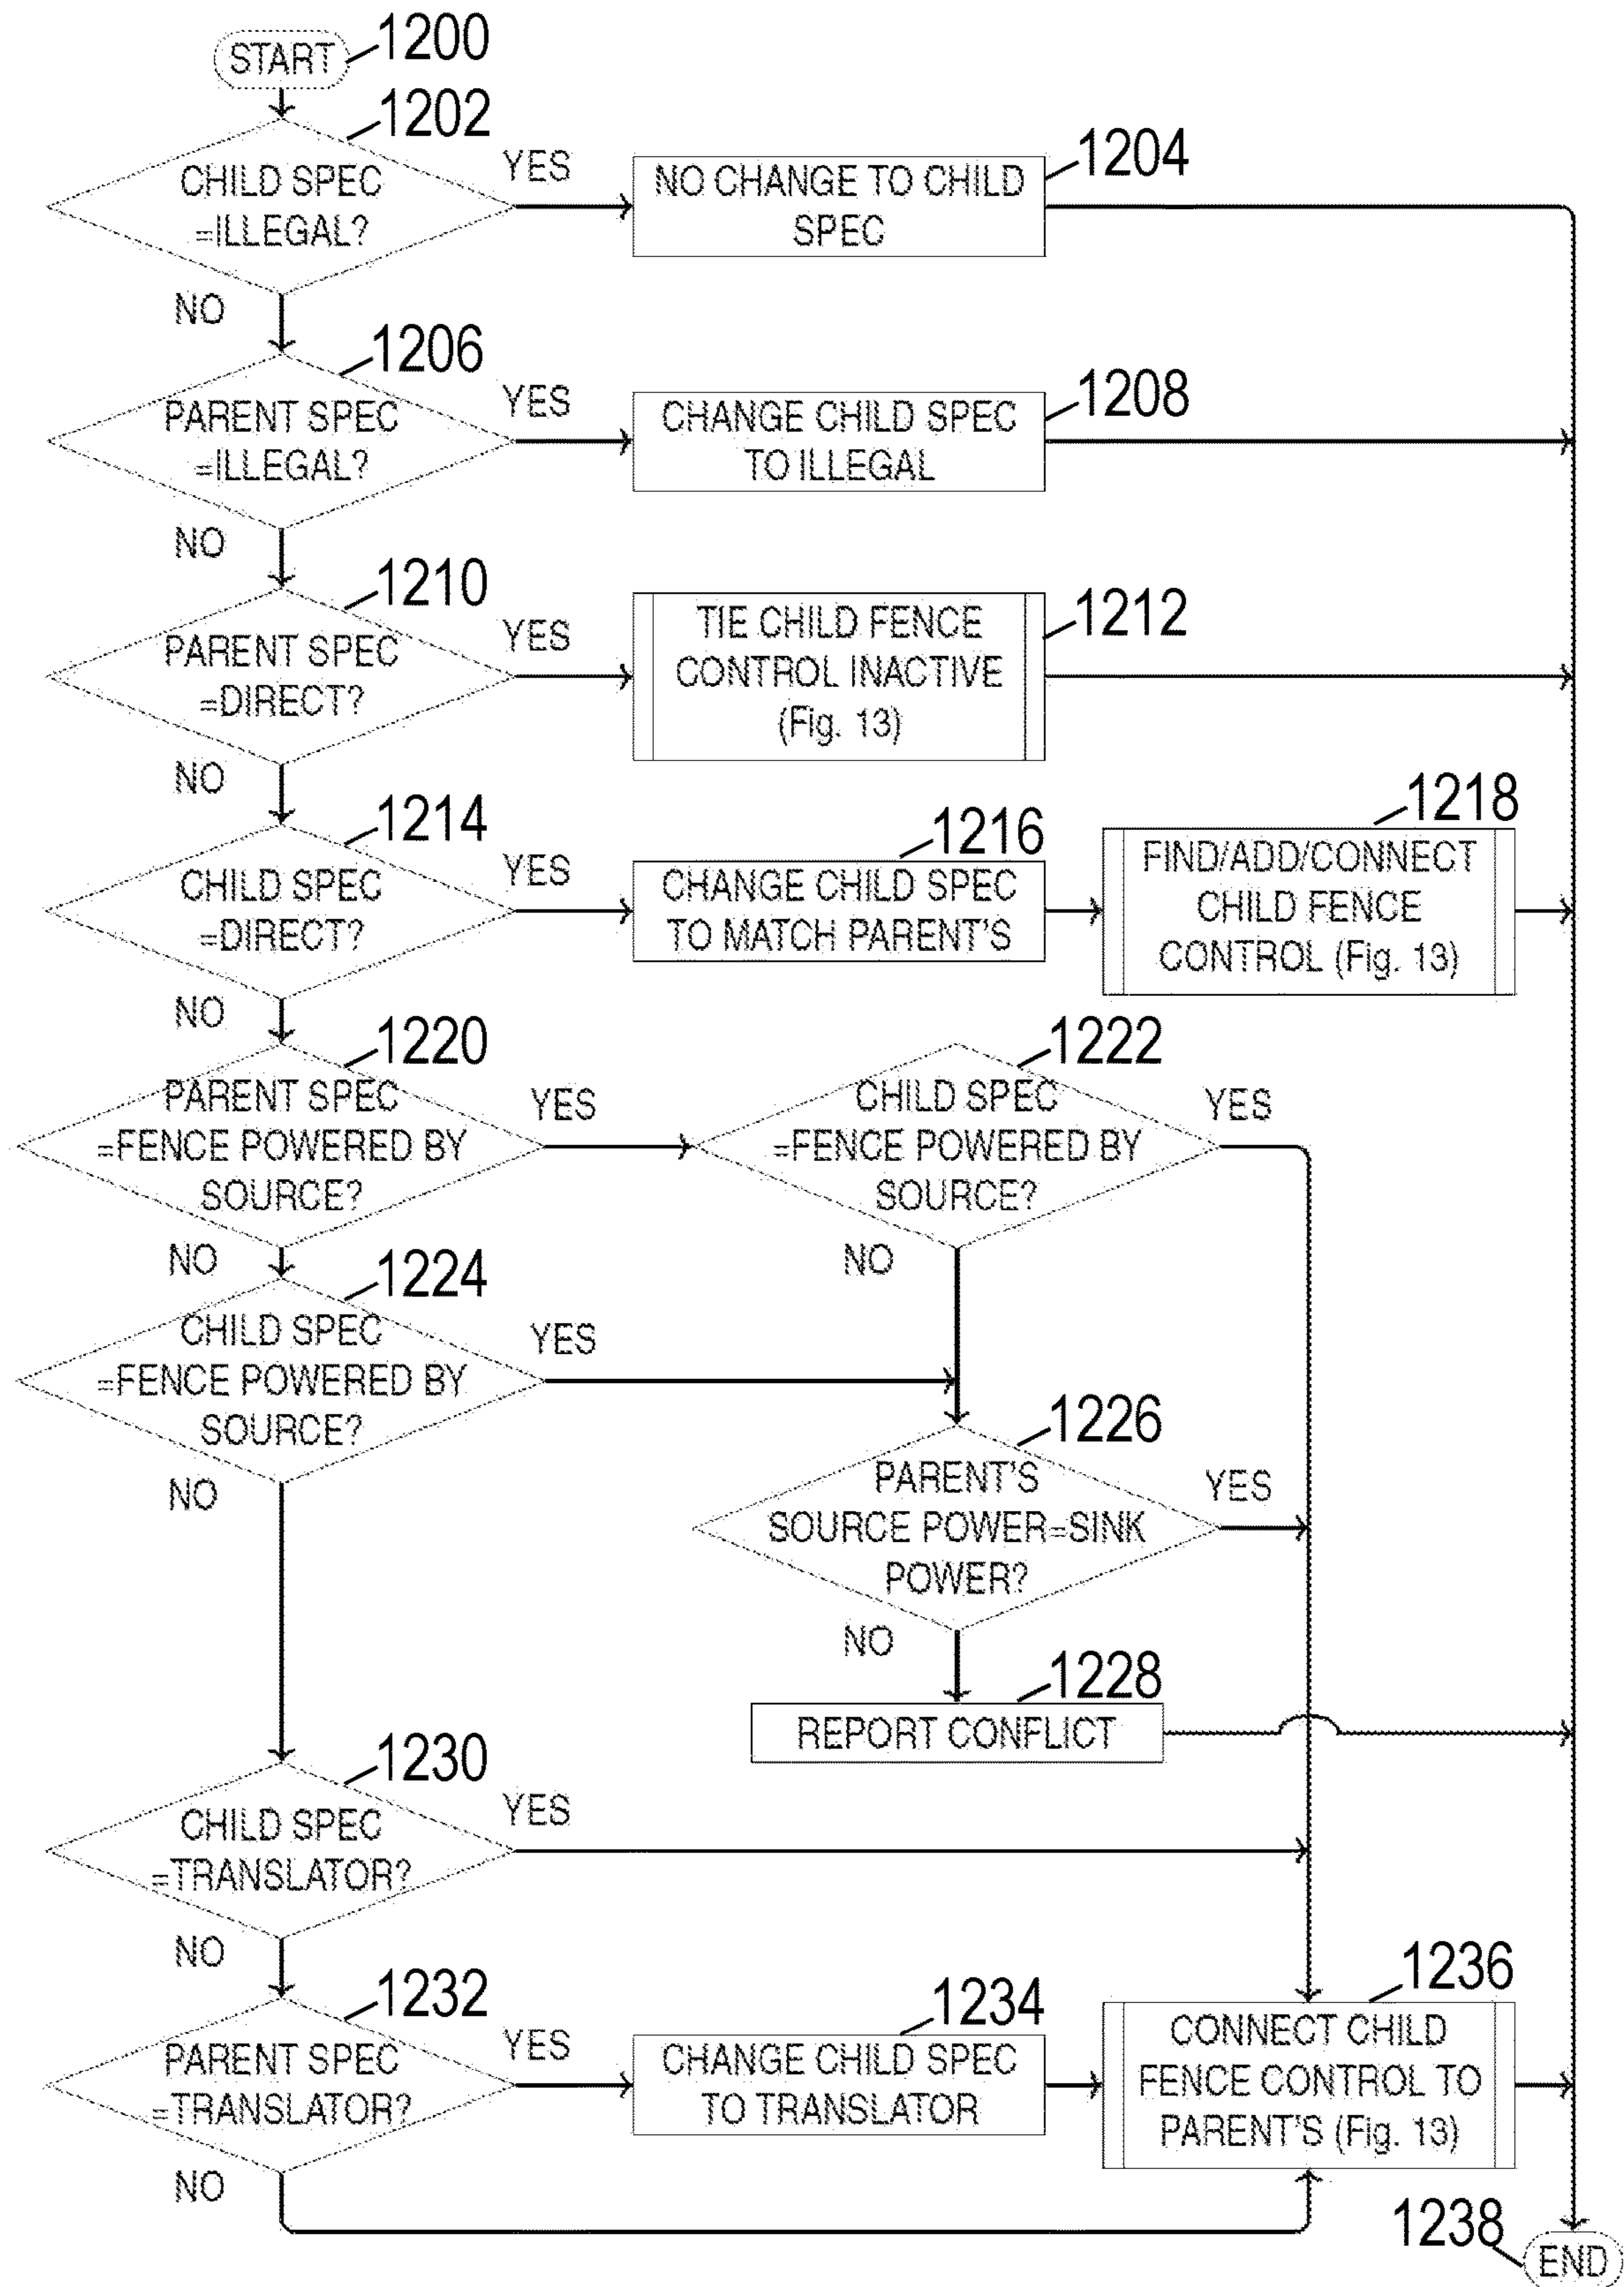 START
1200
1202
CHILD SPEC
=ILLEGAL?
YES
NO
NO CHANGE TO CHILD
SPEC
1204
1206
PARENT SPEC
=ILLEGAL?
YES
NO
CHANGE CHILD SPEC
TO ILLEGAL
1208
1210
PARENT SPEC
=DIRECT?
YES
NO
TIE CHILD FENCE
CONTROL INACTIVE
(Fig. 13)
1212
1214
CHILD SPEC
=DIRECT?
YES
NO
1216
CHANGE CHILD SPEC
TO MATCH PARENT'S
1218
FIND/ADD/CONNECT
CHILD FENCE
CONTROL (Fig. 13)
1220
PARENT SPEC
=FENCE POWERED BY
SOURCE?
YES
NO
1222
CHILD SPEC
=FENCE POWERED BY
SOURCE?
YES
NO
1224
CHILD SPEC
=FENCE POWERED BY
SOURCE?
YES
NO
1226
PARENT'S
SOURCE POWER=SINK
POWER?
YES
NO
1228
REPORT CONFLICT
1230
CHILD SPEC
=TRANSLATOR?
YES
NO
1232
PARENT SPEC
=TRANSLATOR?
YES
NO
1234
CHANGE CHILD SPEC
TO TRANSLATOR
1236
CONNECT CHILD
FENCE CONTROL TO
PARENT'S (Fig. 13)
1238
END